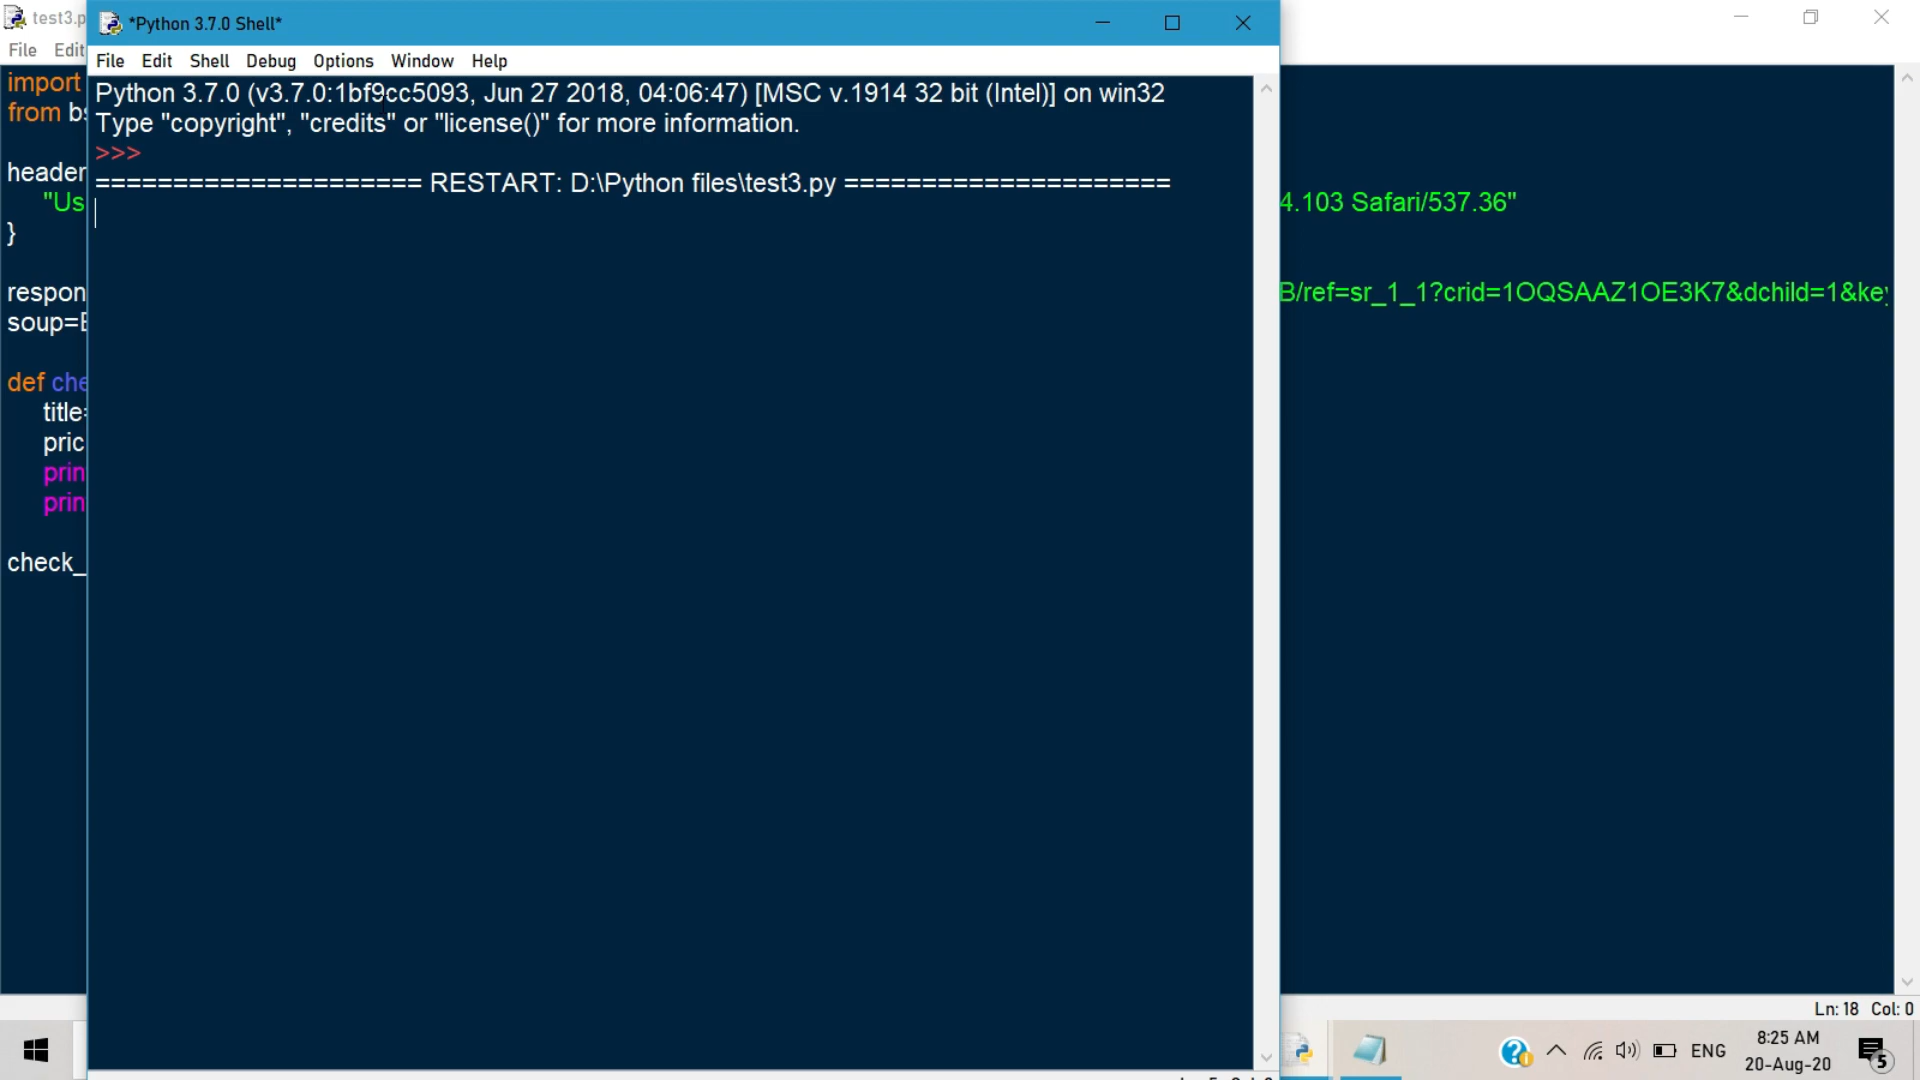 test3.p
*Python 3.7.0 Shell*
File Edit
File Edit Shell Debug Options Window Help
import
from bs
Python 3.7.0 (v3.7.0:1bf9cc5093, Jun 27 2018, 04:06:47) [MSC v.1914 32 bit (Intel)] on win32
Type "copyright", "credits" or "license()" for more information.
>>>
===================== RESTART: D:\Python files\test3.py =====================
header
"Us
4.103 Safari/537.36"
}
respon
B/ref=sr_1_1?crid=1OQSAAZ1OE3K7&dchild=1&key
soup=B
def che
title=
pric
prin
prin
check_
Ln: 18 Col: 0
8:25 AM
ENG
20-Aug-20
5